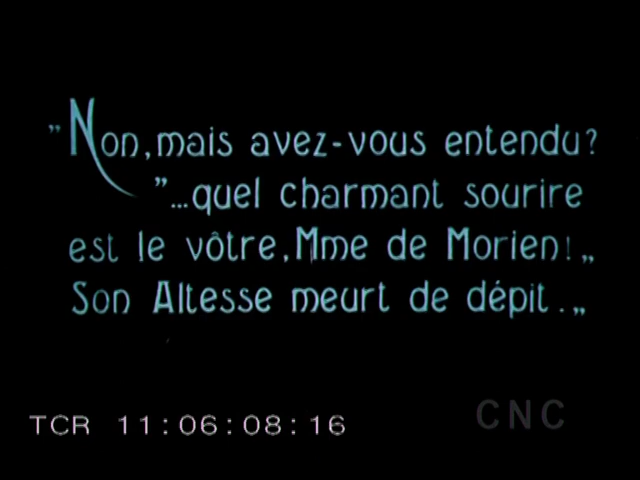 ”Non, mais avez-vous entendu?
”...quel charmant sourire
est le vôtre, Mme de Morien!„
Son Altesse meurt de dépit.„
TCR 11:06:08:16
CNC